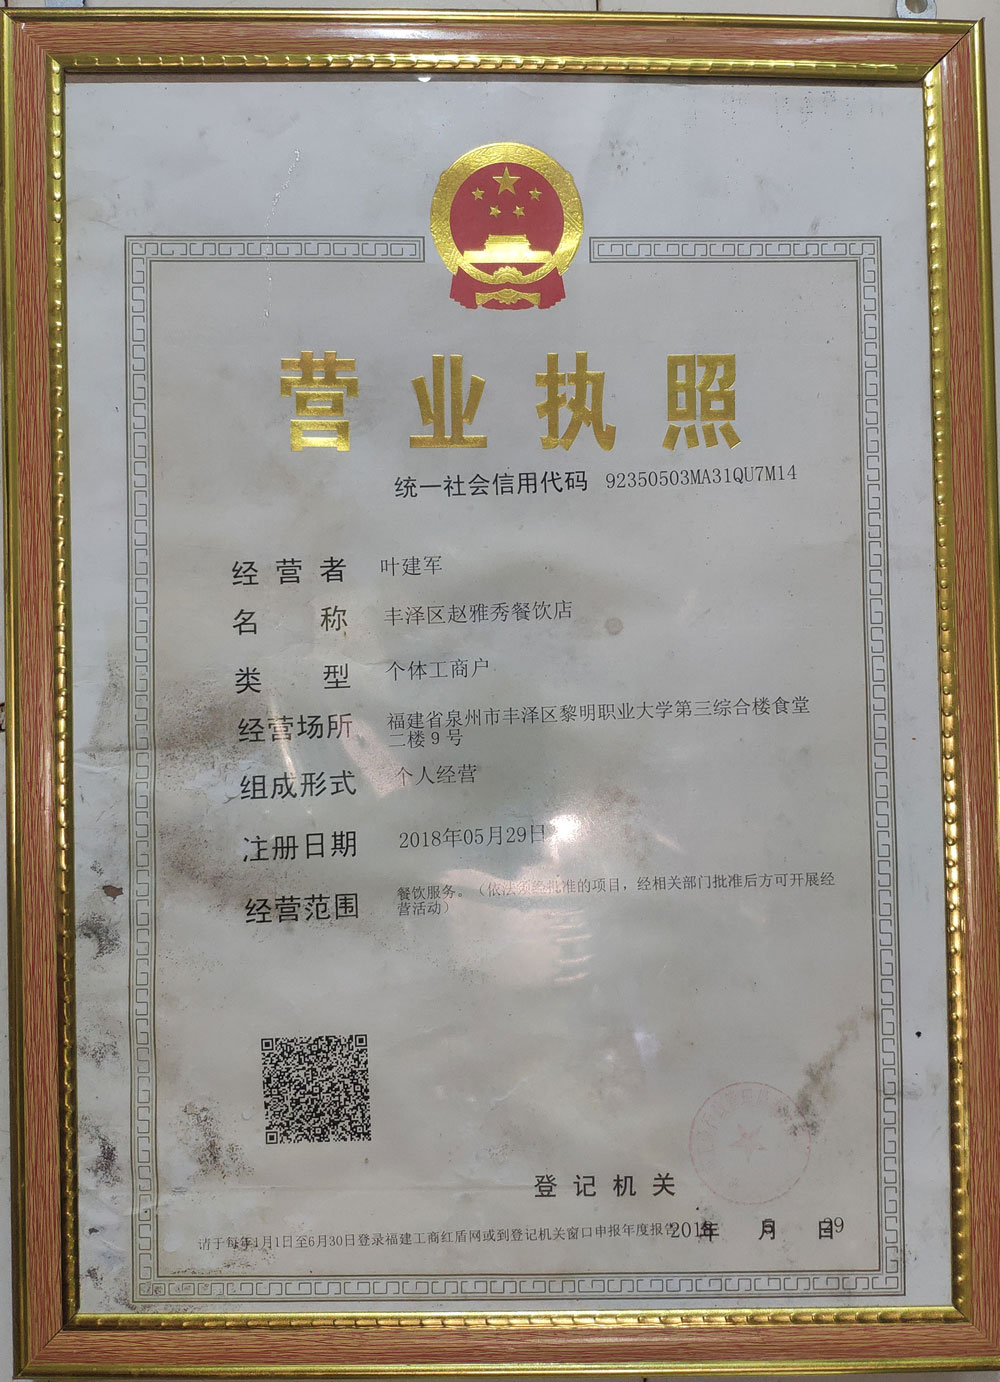 营业执照
统一社会信用代码 92350503MA31QU7M14
经营者 叶建军
名称 丰泽区赵雅秀餐饮店
类型 个体工商户
经营场所 福建省泉州市丰泽区黎明职业大学第三综合楼食堂
二楼9号
组成形式 个人经营
注册日期 2018年05月29日
经营范围 餐饮服务。（依法须经批准的项目，经相关部门批准后方可开展经
营活动）
登记机关
请于每年1月1日至6月30日登录福建工商红盾网或到登记机关窗口申报年度报告
2018年 5月 29日